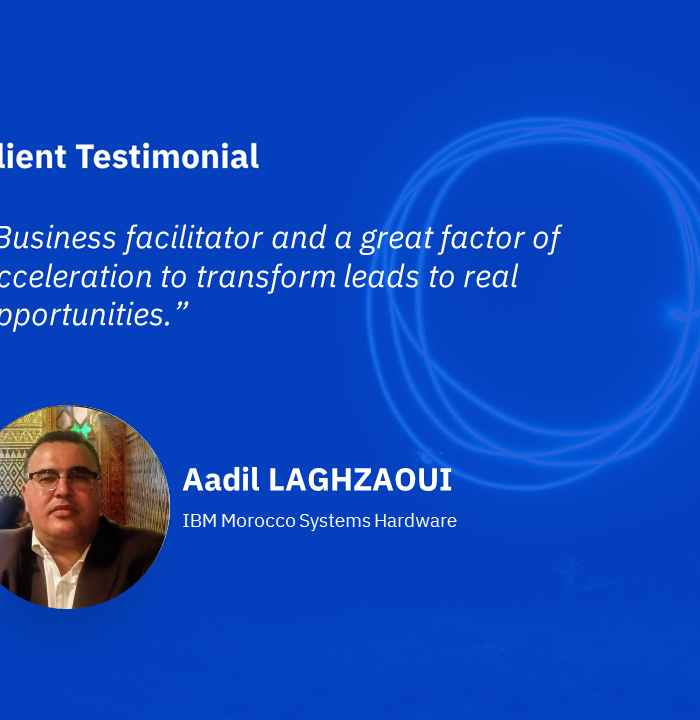 lient Testimonial
Business facilitator and a great factor of
cceleration to transform leads to real
pportunities.”
Aadil LAGHZAOUI
IBM Morocco Systems Hardware